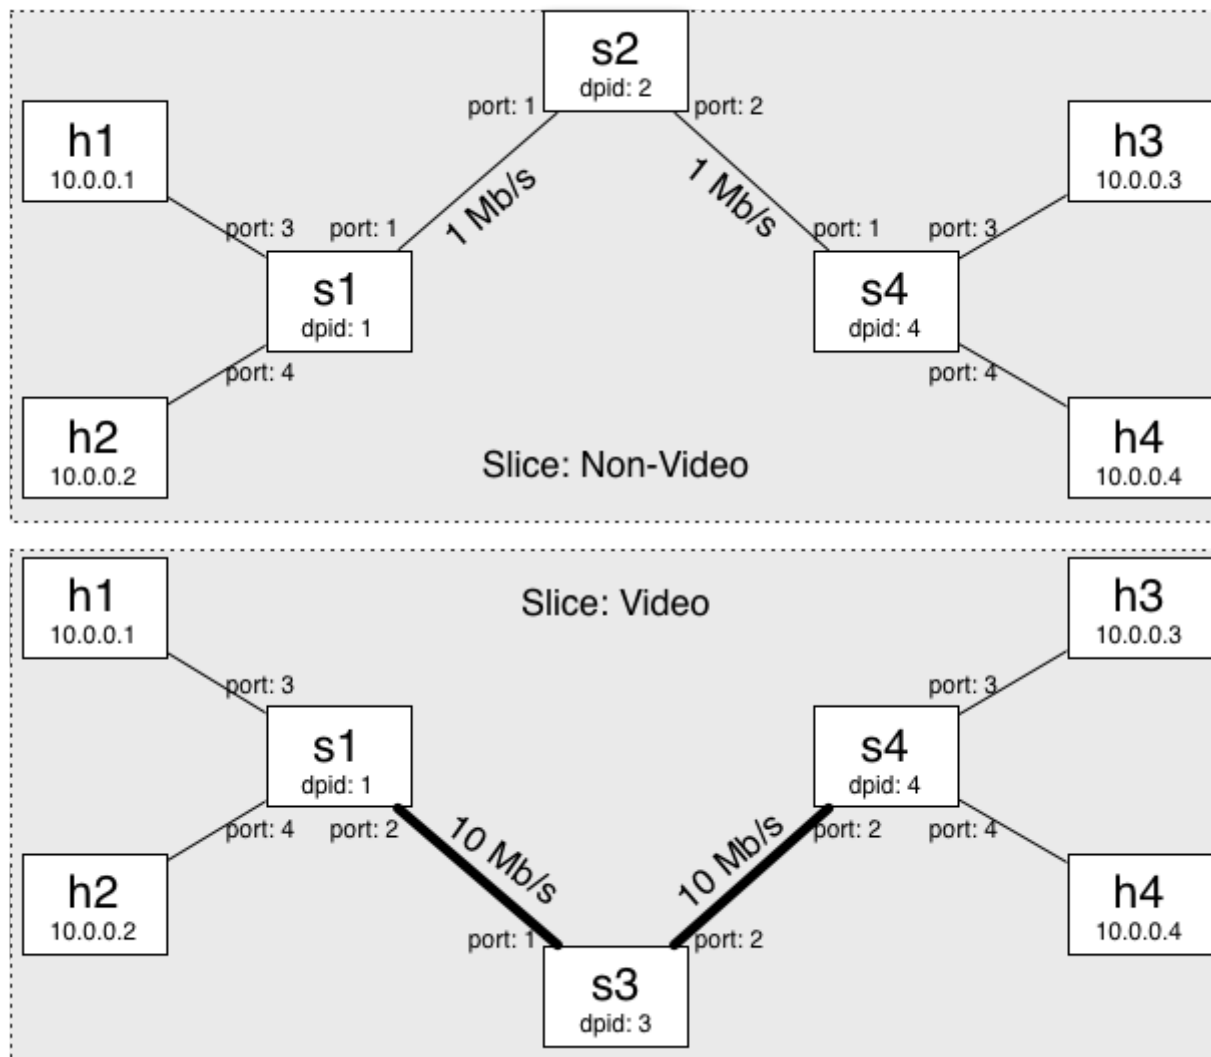 s2
dpid: 2
port: 1
port: 2
h1
10.0.0.1
h3
10.0.0.3
1 Mb/s
1 Mb/s
port: 3
port: 1
port: 1
port: 3
s1
dpid: 1
s4
dpid: 4
port: 4
port: 4
h2
10.0.0.2
Slice: Non-Video
h4
10.0.0.4
h1
10.0.0.1
Slice: Video
h3
10.0.0.3
port: 3
port: 3
s1
dpid: 1
s4
dpid: 4
port: 4
port: 2
port: 2
port: 4
10 Mb/s
10 Mb/s
h2
10.0.0.2
h4
10.0.0.4
port: 1
port: 2
s3
dpid: 3